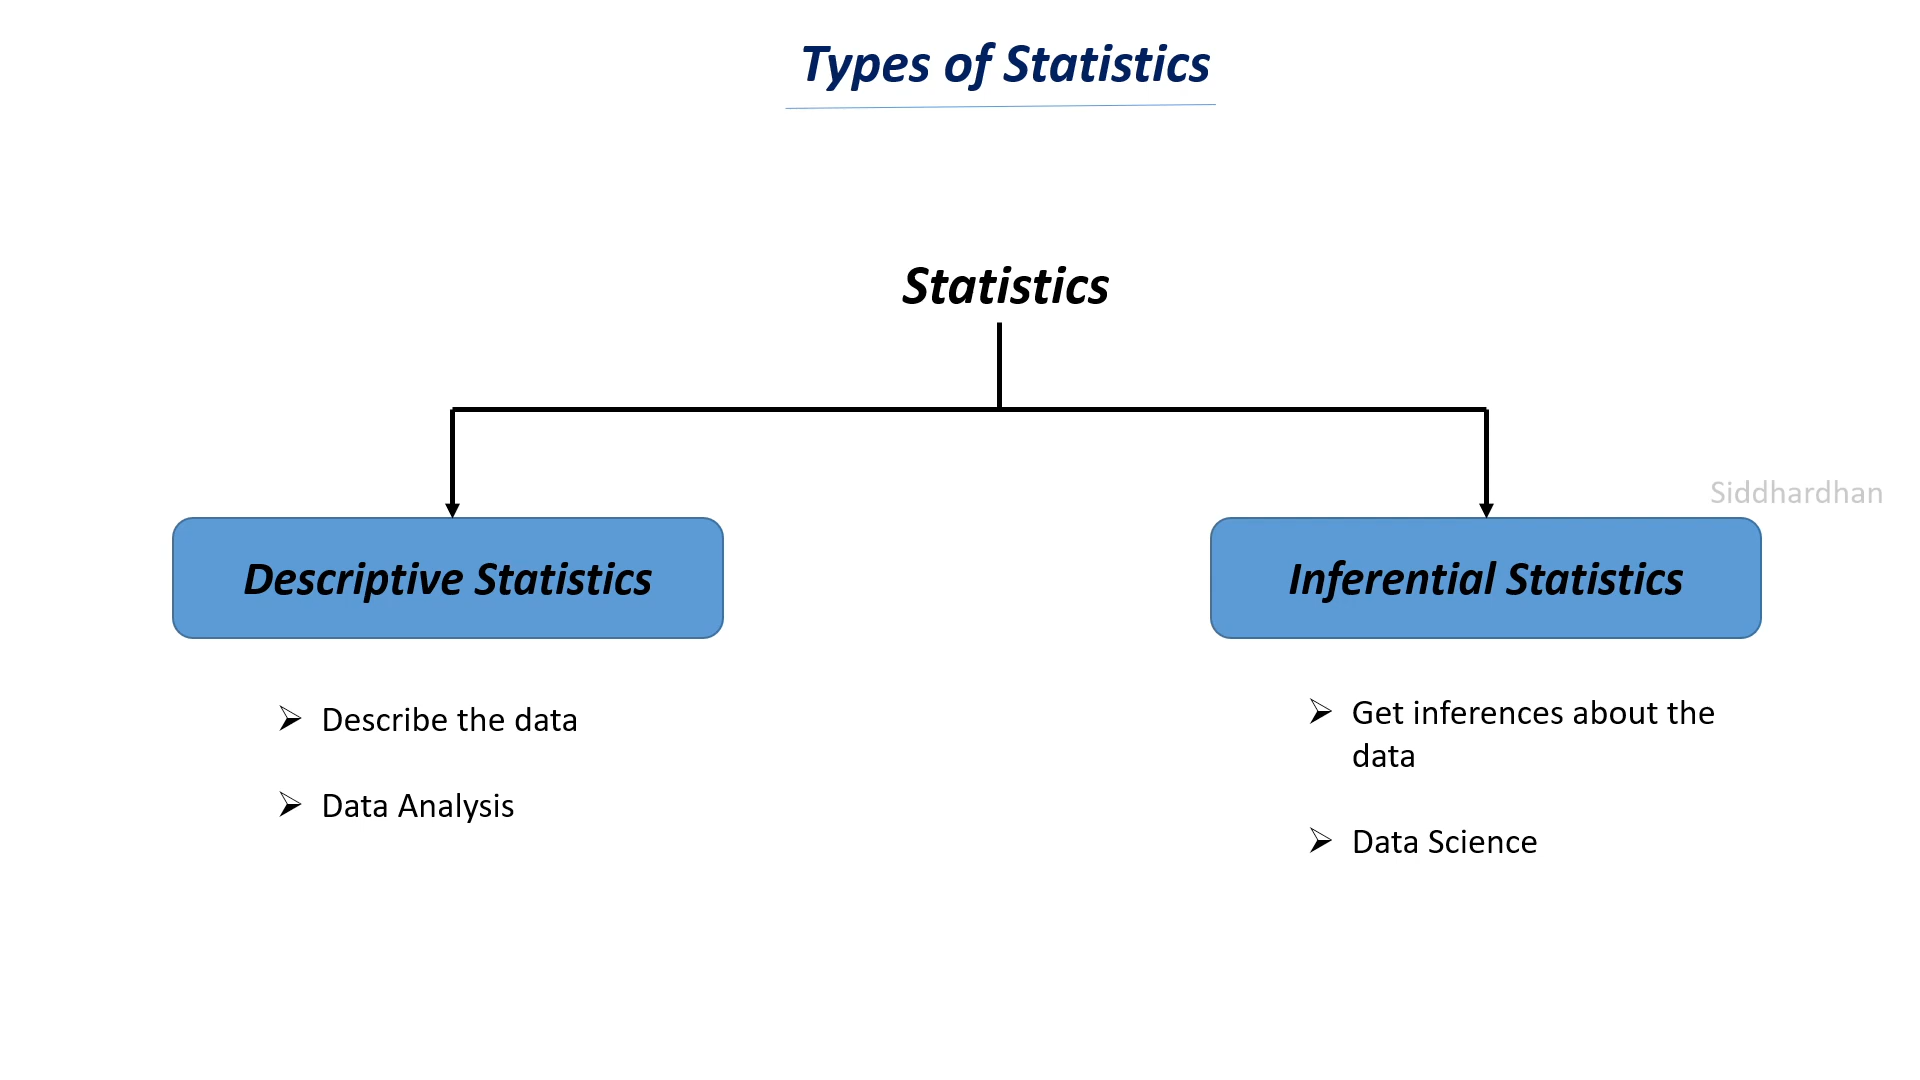 Types of Statistics
Statistics
Siddhardhan
Descriptive Statistics
Inferential Statistics
Describe the data
Data Analysis
Get inferences about the
data
Data Science